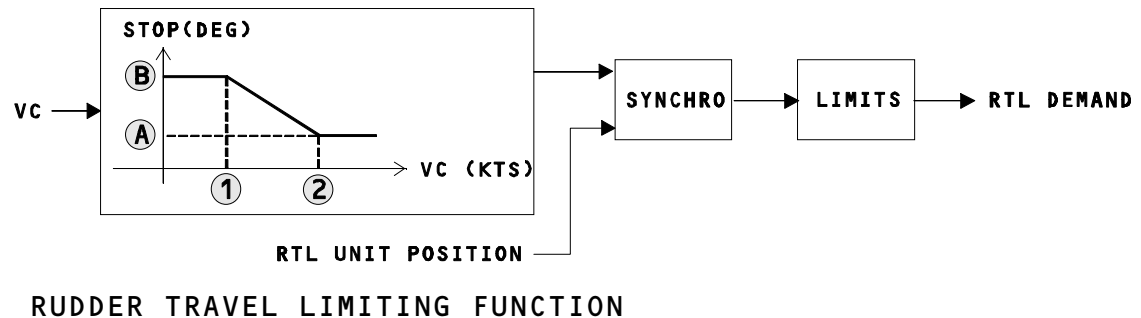 STOP(DEG)
B
VC
A
VC (KTS)
1 2
SYNCHRO
LIMITS
RTL DEMAND
RTL UNIT POSITION
RUDDER TRAVEL LIMITING FUNCTION